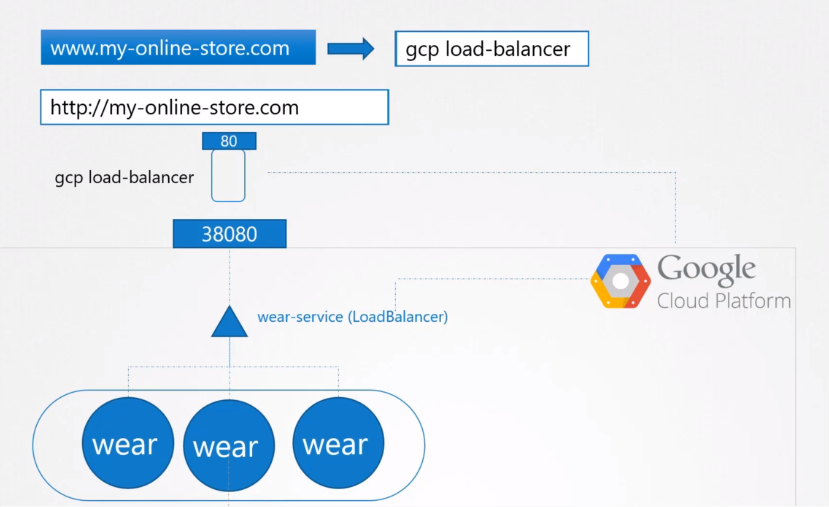 www.my-online-store.com
gcp load-balancer
http://my-online-store.com
80
gcp load-balancer
38080
Google
Cloud Platform
wear-service (LoadBalancer)
wear
wear
wear